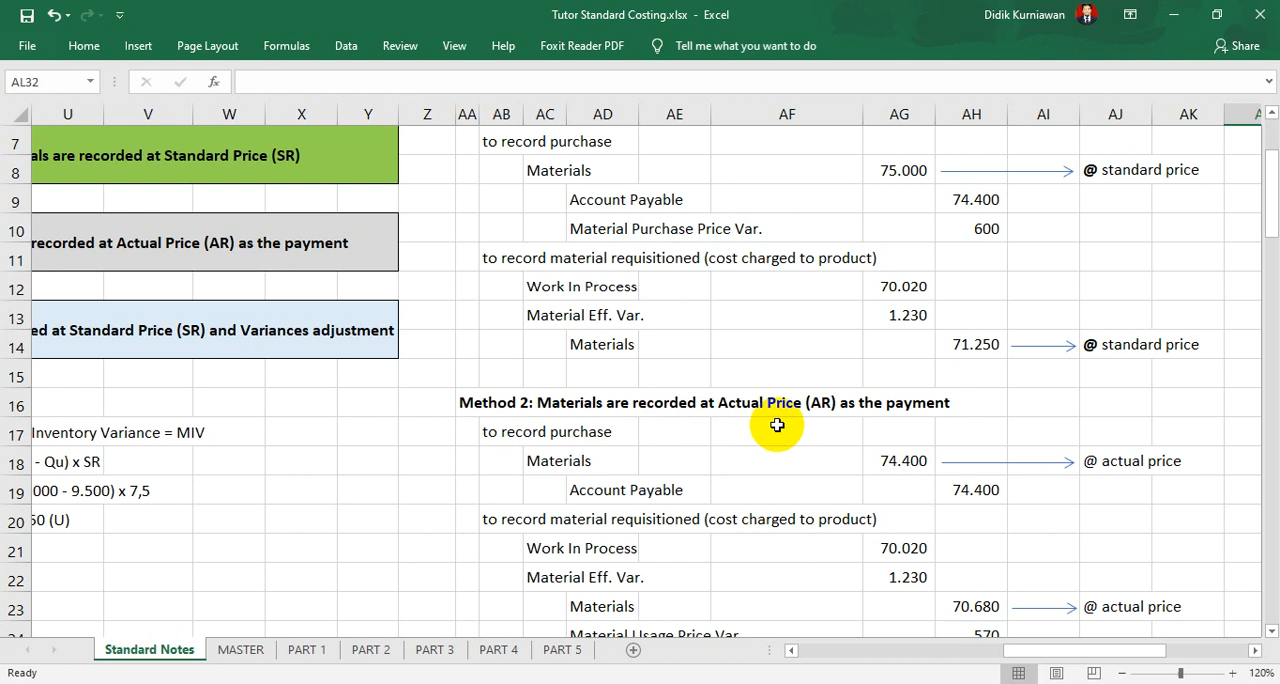 Tutor Standard Costing.xlsx - Excel
Didik Kurniawan
File Home Insert Page Layout Formulas Data Review View Help Foxit Reader PDF Tell me what you want to do Share
AL32 fx
U V W X Y Z AA AB AC AD AE AF AG AH AI AJ AK
7 to record purchase
als are recorded at Standard Price (SR)
8 Materials 75.000 @ standard price
9 Account Payable 74.400
10 Material Purchase Price Var. 600
recorded at Actual Price (AR) as the payment
11 to record material requisitioned (cost charged to product)
12 Work In Process 70.020
13 Material Eff. Var. 1.230
ed at Standard Price (SR) and Variances adjustment
14 Materials 71.250 @ standard price
15
16 Method 2: Materials are recorded at Actual Price (AR) as the payment
17 Inventory Variance = MIV to record purchase
18 - Qu) x SR Materials 74.400 @ actual price
19 000 - 9.500) x 7,5 Account Payable 74.400
20 50 (U) to record material requisitioned (cost charged to product)
21 Work In Process 70.020
22 Material Eff. Var. 1.230
23 Materials 70.680 @ actual price
24 Material Usage Price Var. 570
Standard Notes MASTER PART 1 PART 2 PART 3 PART 4 PART 5
Ready 120%